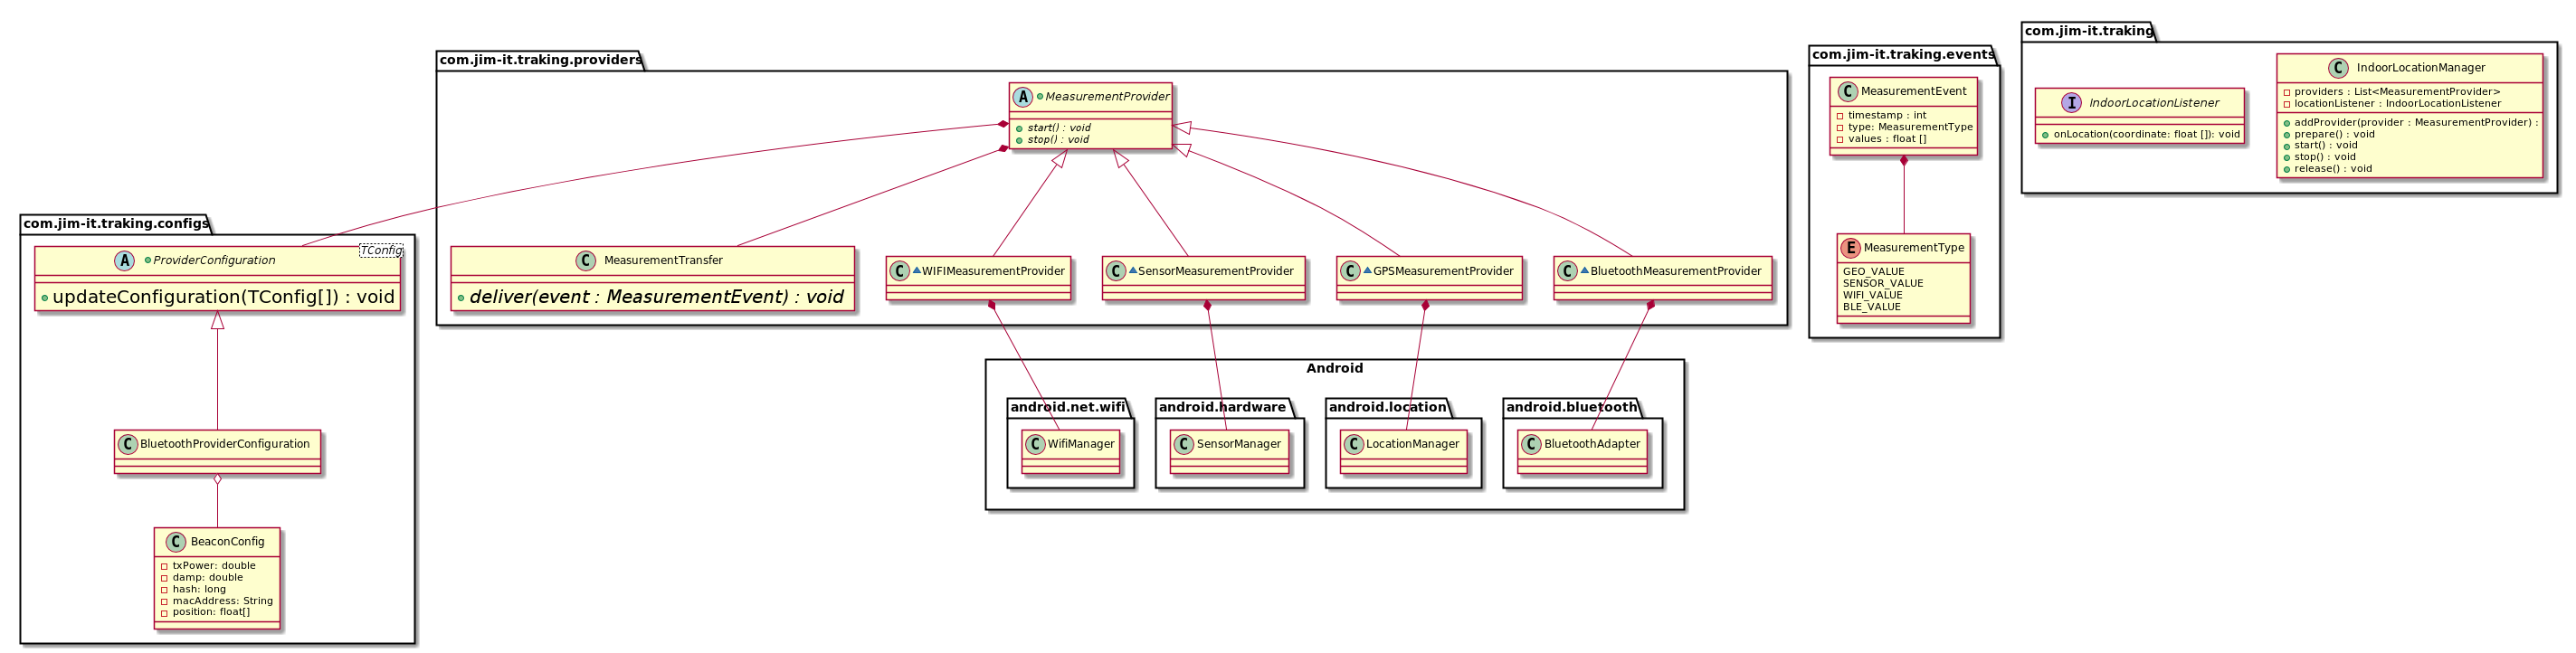 com.jim-it.traking.providers
A MeasurementProvider
start() : void
stop() : void
C MeasurementTransfer
deliver(event : MeasurementEvent) : void
C WIFIMeasurementProvider
C SensorMeasurementProvider
C GPSMeasurementProvider
C BluetoothMeasurementProvider
com.jim-it.traking.configs
A ProviderConfiguration
TConfig
updateConfiguration(TConfig[]) : void
C BluetoothProviderConfiguration
C BeaconConfig
txPower: double
damp: double
hash: long
macAddress: String
position: float[]
Android
android.net.wifi
C WifiManager
android.hardware
C SensorManager
android.location
C LocationManager
android.bluetooth
C BluetoothAdapter
com.jim-it.traking.events
C MeasurementEvent
timestamp : int
type: MeasurementType
values : float []
E MeasurementType
GEO_VALUE
SENSOR_VALUE
WIFI_VALUE
BLE_VALUE
com.jim-it.traking
I IndoorLocationListener
onLocation(coordinate: float []): void
C IndoorLocationManager
providers : List<MeasurementProvider>
locationListener : IndoorLocationListener
addProvider(provider : MeasurementProvider) :
prepare() : void
start() : void
stop() : void
release() : void